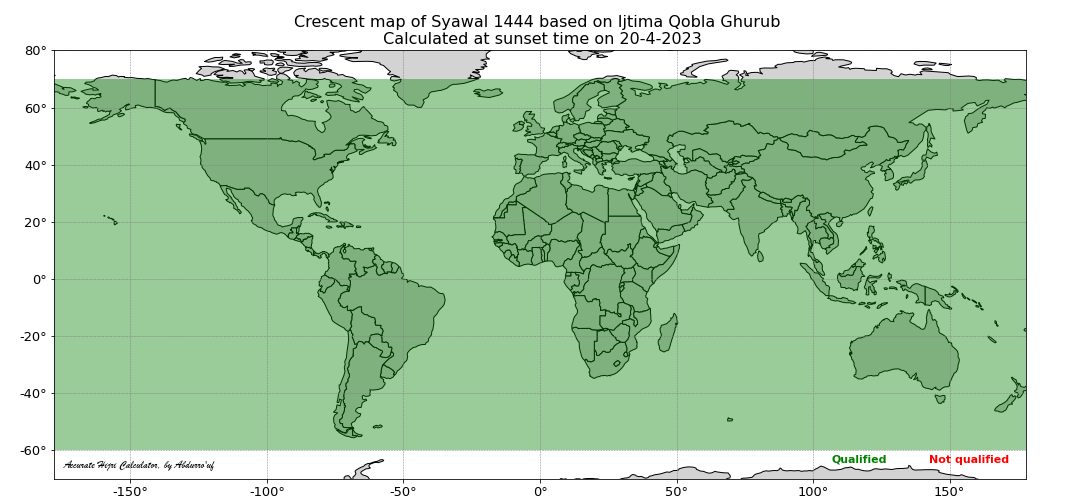 Crescent map of Syawal 1444 based on Ijtima Qobla Ghurub
Calculated at sunset time on 20-4-2023
80°
60°
40°
20°
0°
-20°
-40°
-60°
Accurate Hijri Calculator, by Abdurro'uf
Qualified Not qualified
-150° -100° -50° 0° 50° 100° 150°